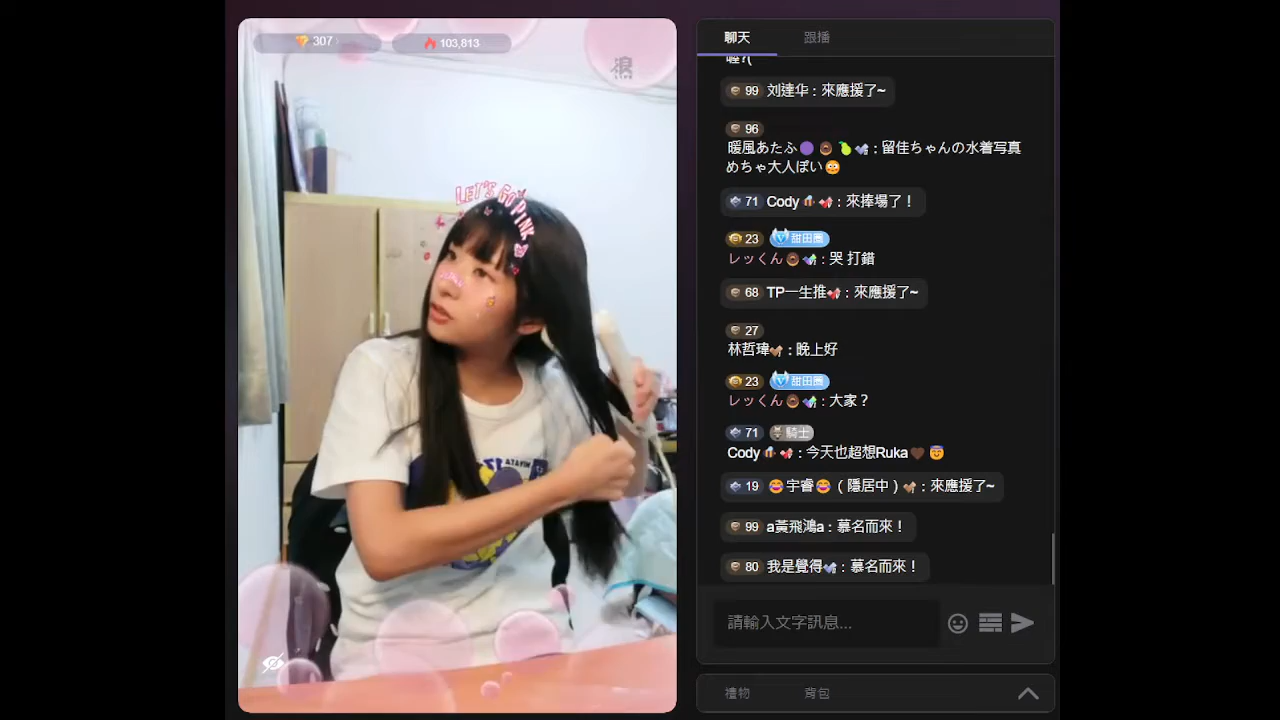 307
103,813
浪
LIVE
LET'S GO PINK
聊天
跟播
喔?(
99 刘達华 : 來應援了~
96
暖風あたふ : 留佳ちゃんの水着写真
めちゃ大人ぽい
71 Cody : 來捧場了！
23 甜田圈
レッくん : 哭 打錯
68 TP一生推 : 來應援了~
27
林哲瑋 : 晚上好
23 甜田圈
レッくん : 大家？
71 騎士
Cody : 今天也超想Ruka
19 宇睿 ( 隱居中 ) : 來應援了~
99 a黃飛鴻a : 慕名而來！
80 我是覺得 : 慕名而來！
請輸入文字訊息...
禮物
背包